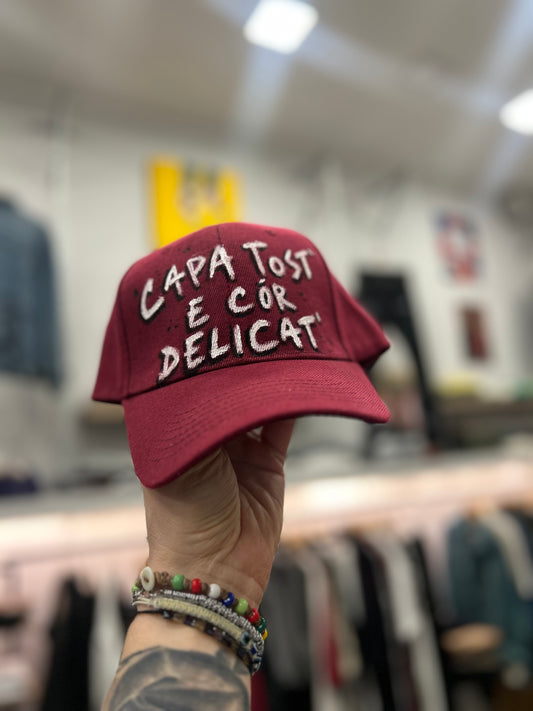 CAPA TOST'
E CÓR
DELICAT'